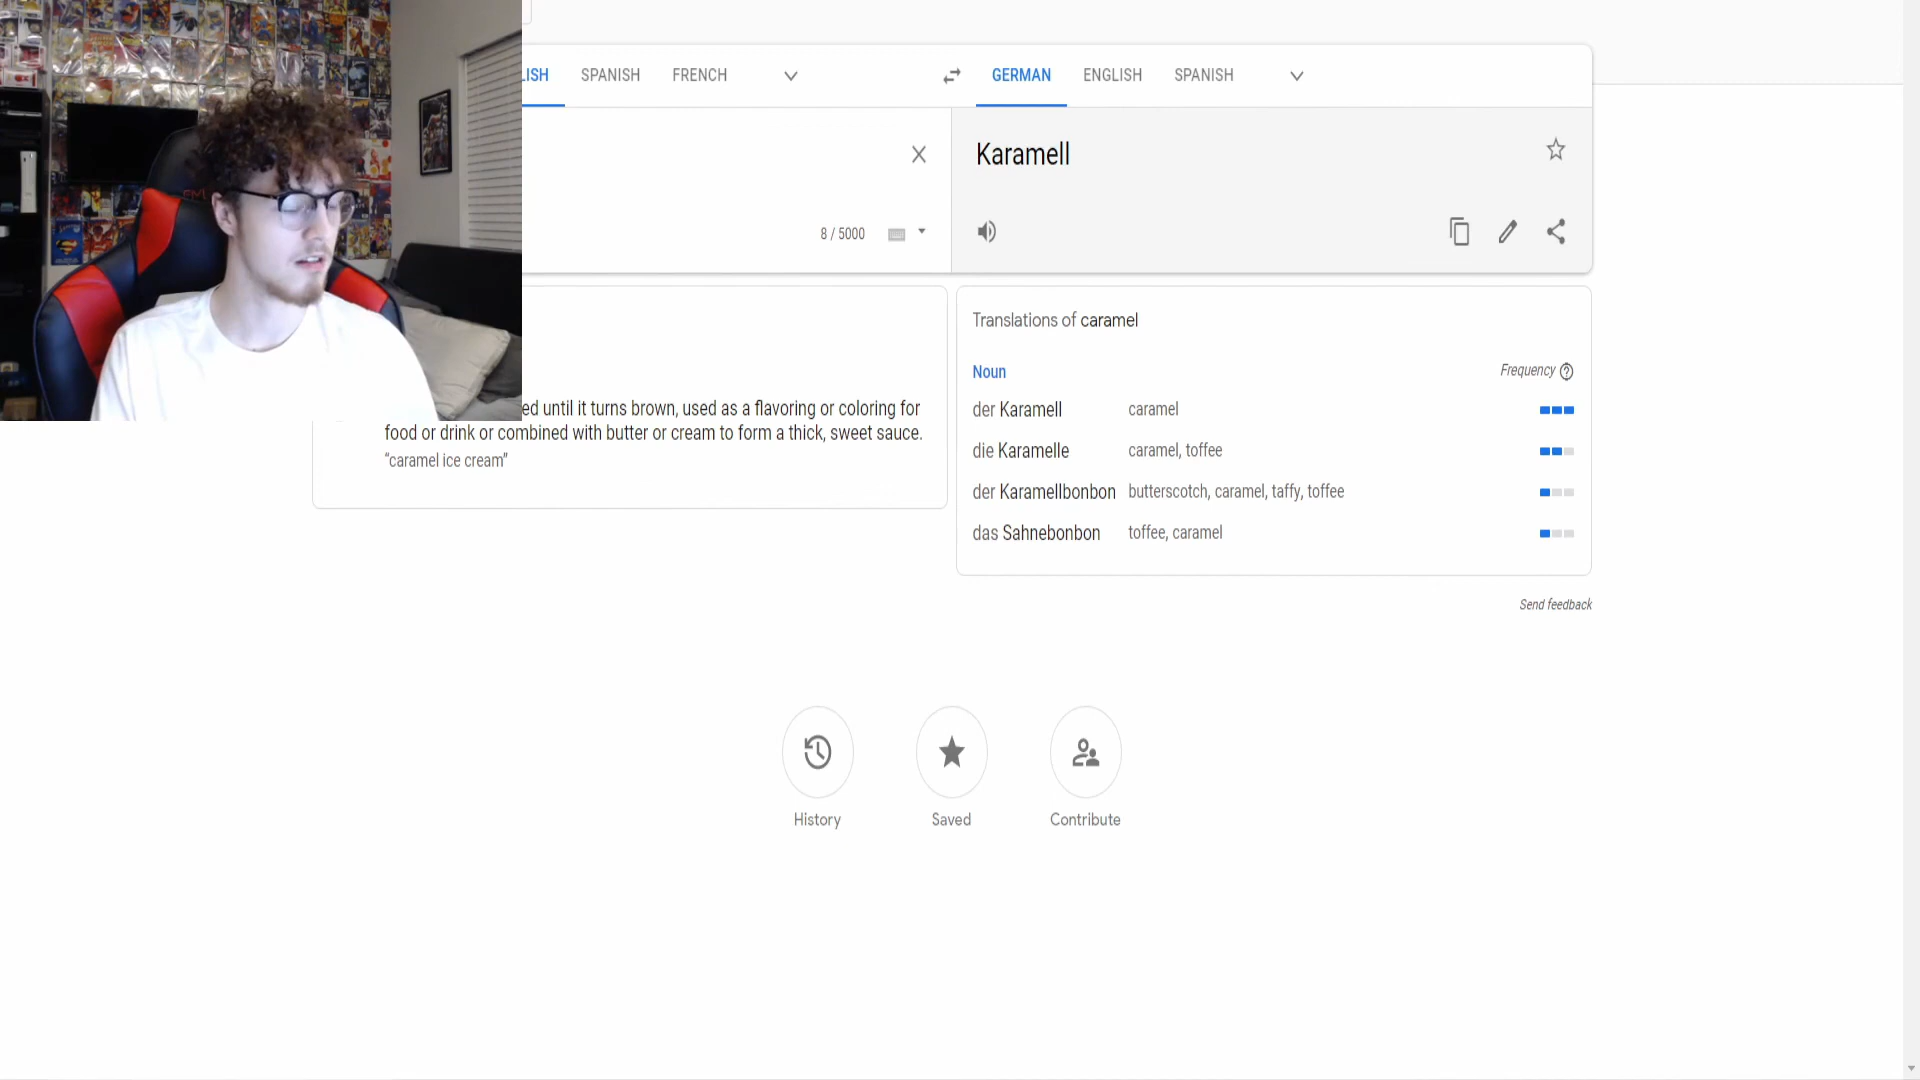 LISH SPANISH FRENCH GERMAN ENGLISH SPANISH
Karamell
8 / 5000
ed until it turns brown, used as a flavoring or coloring for
food or drink or combined with butter or cream to form a thick, sweet sauce.
“caramel ice cream”
Translations of caramel
Noun Frequency
der Karamell caramel
die Karamelle caramel, toffee
der Karamellbonbon butterscotch, caramel, taffy, toffee
das Sahnebonbon toffee, caramel
Send feedback
History Saved Contribute